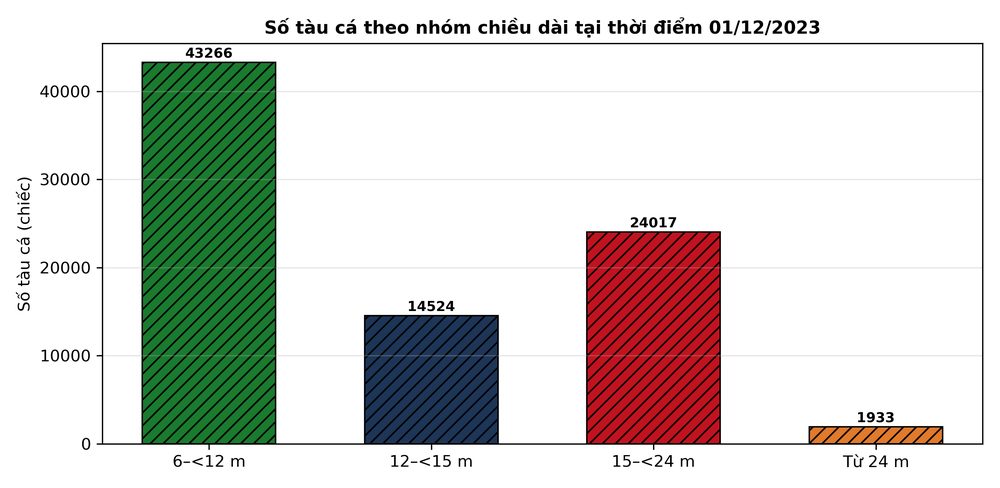 Số tàu cá theo nhóm chiều dài tại thời điểm 01/12/2023
Số tàu cá (chiếc)
40000
30000
20000
10000
0
43266
14524
24017
1933
6–<12 m
12–<15 m
15–<24 m
Từ 24 m